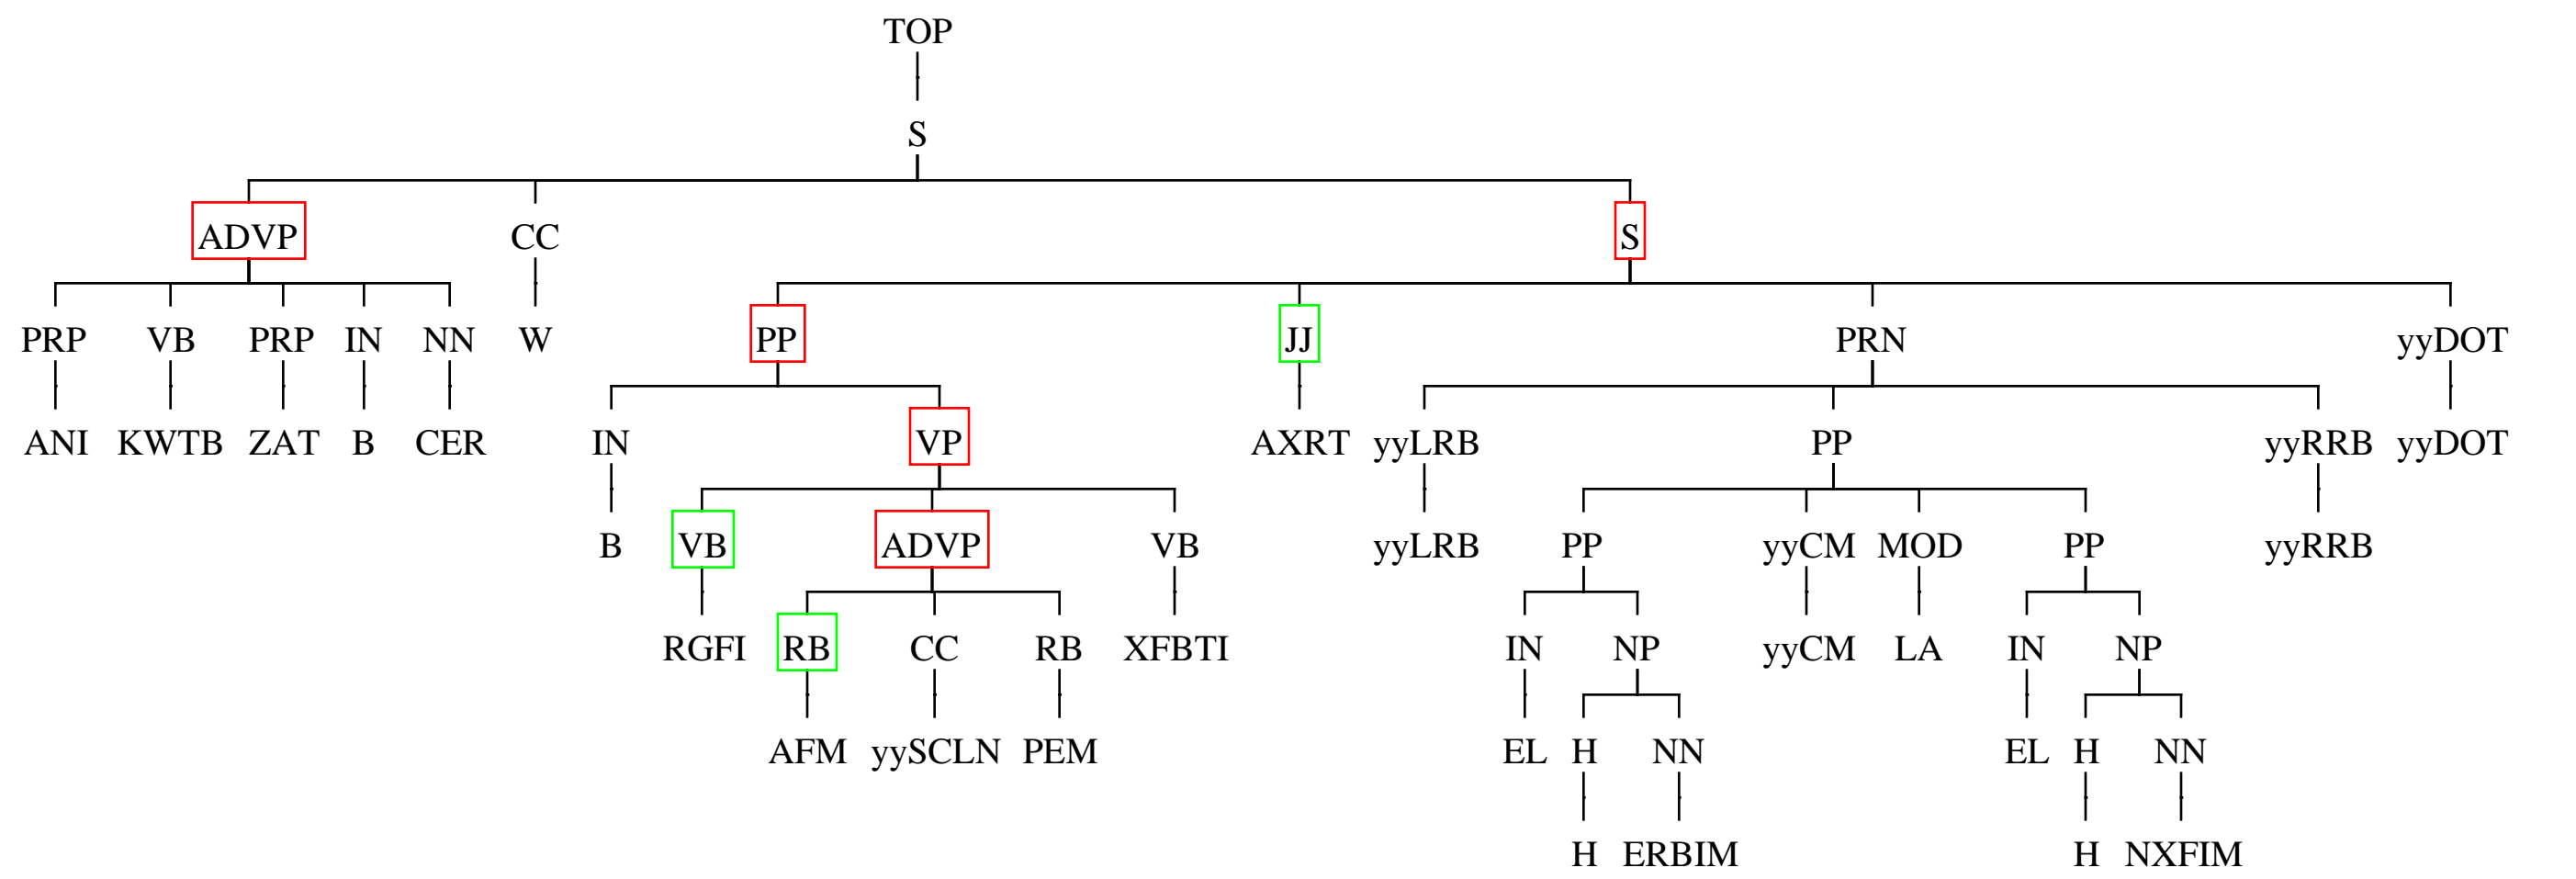 TOP
S
ADVP CC S
PRP VB PRP IN NN W PP JJ PRN yyDOT
ANI KWTB ZAT B CER IN VP AXRT yyLRB PP yyRRB yyDOT
B VB ADVP VB yyLRB PP yyCM MOD PP yyRRB
RGFI RB CC RB XFBTI IN NP yyCM LA IN NP
AFM yySCLN PEM EL H NN EL H NN
H ERBIM H NXFIM